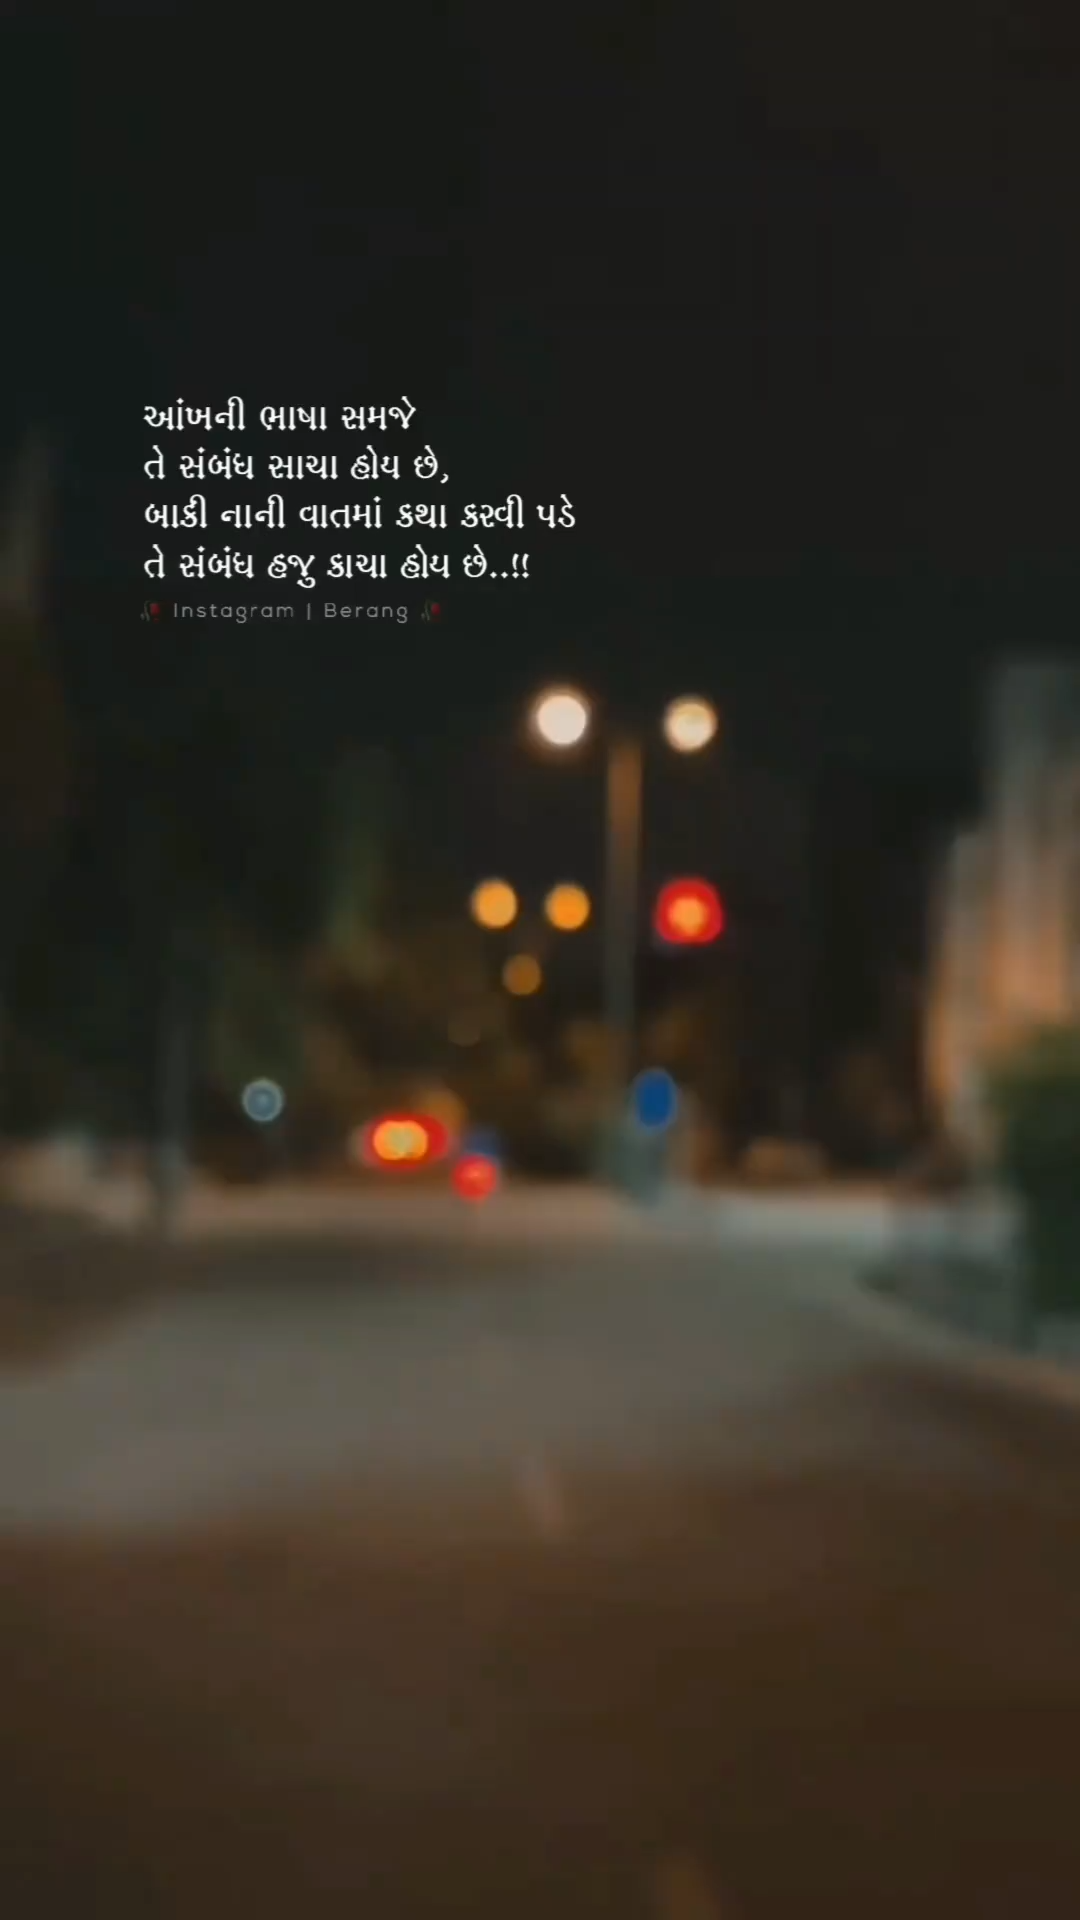 આંખની ભાષા સમજે
તે સંબંધ સાચા હોય છે,
બાકી નાની વાતમાં કથા કરવી પડે
તે સંબંધ હજુ કાચા હોય છે..!!
🥀 Instagram | Berang 🥀